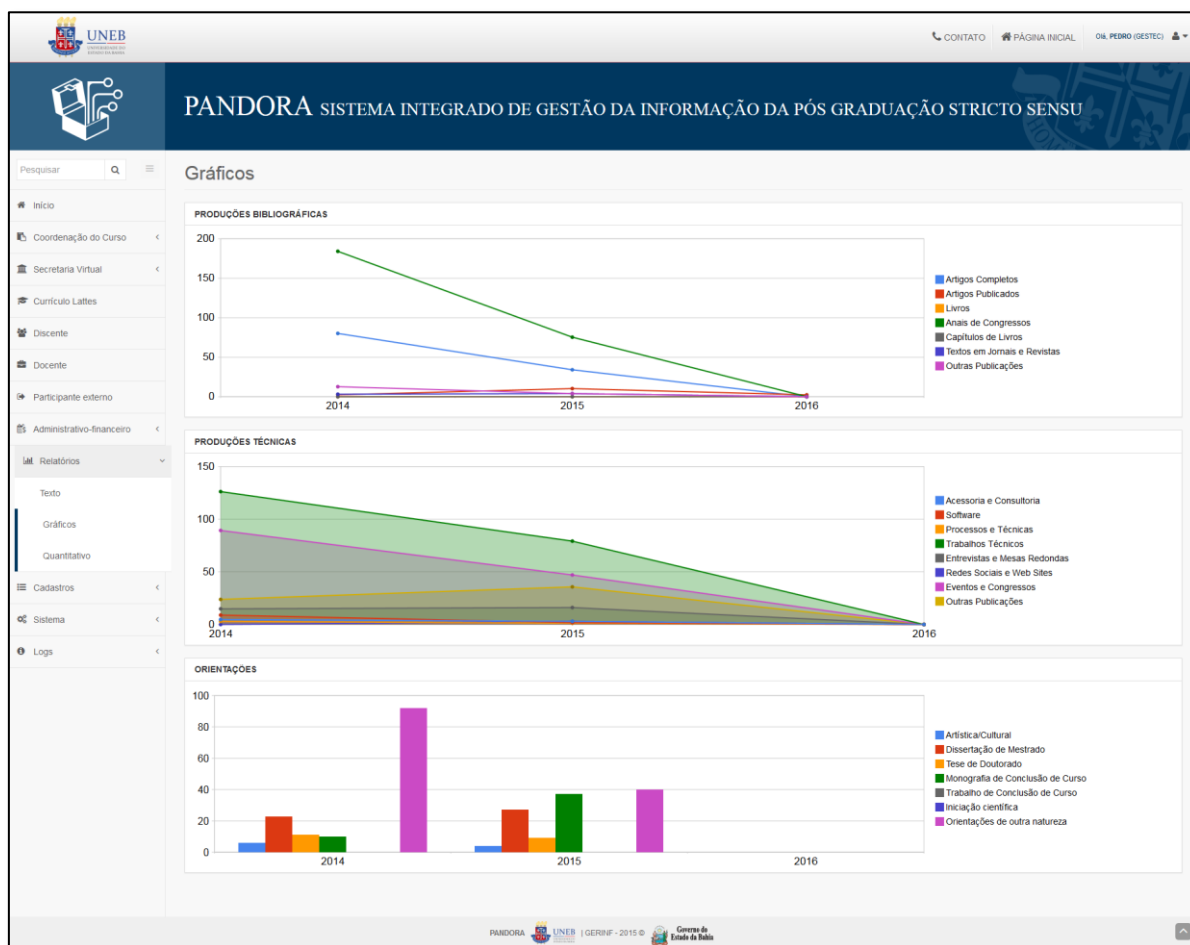 UNEB
UNIVERSIDADE DO
ESTADO DA BAHIA
CONTATO
PÁGINA INICIAL
Olá, PEDRO (GESTEC)
PANDORA SISTEMA INTEGRADO DE GESTÃO DA INFORMAÇÃO DA PÓS GRADUAÇÃO STRICTO SENSU
Pesquisar
Início
Coordenação do Curso
Secretaria Virtual
Currículo Lattes
Discente
Docente
Participante externo
Administrativo-financeiro
Relatórios
Texto
Gráficos
Quantitativo
Cadastros
Sistema
Logs
Gráficos
PRODUÇÕES BIBLIOGRÁFICAS
200
150
100
50
0
2014
2015
2016
Artigos Completos
Artigos Publicados
Livros
Anais de Congressos
Capítulos de Livros
Textos em Jornais e Revistas
Outras Publicações
PRODUÇÕES TÉCNICAS
150
100
50
0
2014
2015
2016
Acessoria e Consultoria
Software
Processos e Técnicas
Trabalhos Técnicos
Entrevistas e Mesas Redondas
Redes Sociais e Web Sites
Eventos e Congressos
Outras Publicações
ORIENTAÇÕES
100
80
60
40
20
0
2014
2015
2016
Artística/Cultural
Dissertação de Mestrado
Tese de Doutorado
Monografia de Conclusão de Curso
Trabalho de Conclusão de Curso
Iniciação científica
Orientações de outra natureza
PANDORA UNEB | GERINF - 2015 © Governo do
Estado da Bahia